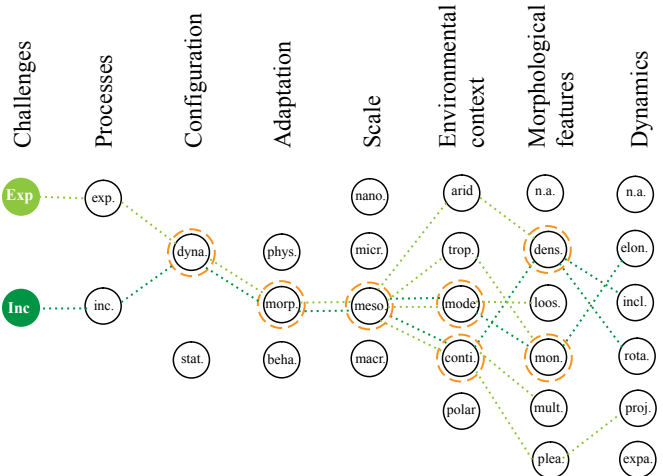 Challenges
Processes
Configuration
Adaptation
Scale
Environmental
context
Morphological
features
Dynamics
Exp
exp.
nano.
arid
n.a.
n.a.
dyna.
phys.
micr.
trop.
dens.
elon.
Inc
inc.
morp.
meso.
mode.
loos.
incl.
stat.
beha.
macr.
conti.
mon.
rota.
polar
mult.
proj.
plea.
expa.